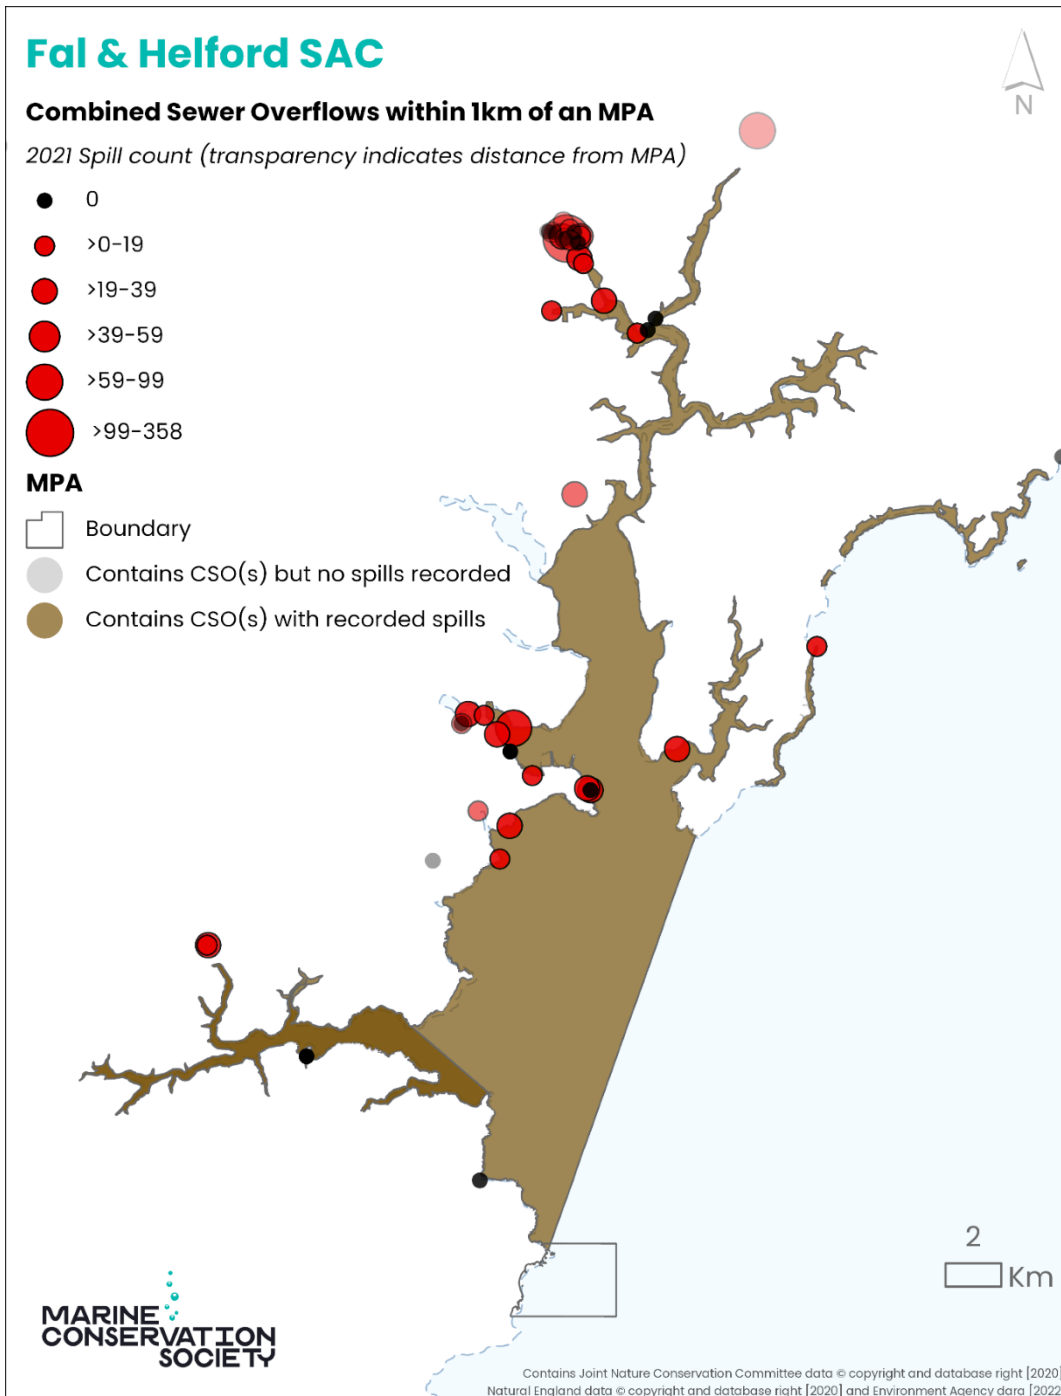 Fal & Helford SAC
Combined Sewer Overflows within 1km of an MPA
2021 Spill count (transparency indicates distance from MPA)
0
>0-19
>19-39
>39-59
>59-99
>99-358
MPA
Boundary
Contains CSO(s) but no spills recorded
Contains CSO(s) with recorded spills
N
2
Km
MARINE
CONSERVATION
SOCIETY
Contains Joint Nature Conservation Committee data © copyright and database right [2020]
Natural England data © copyright and database right [2020] and Environment Agency data [2022